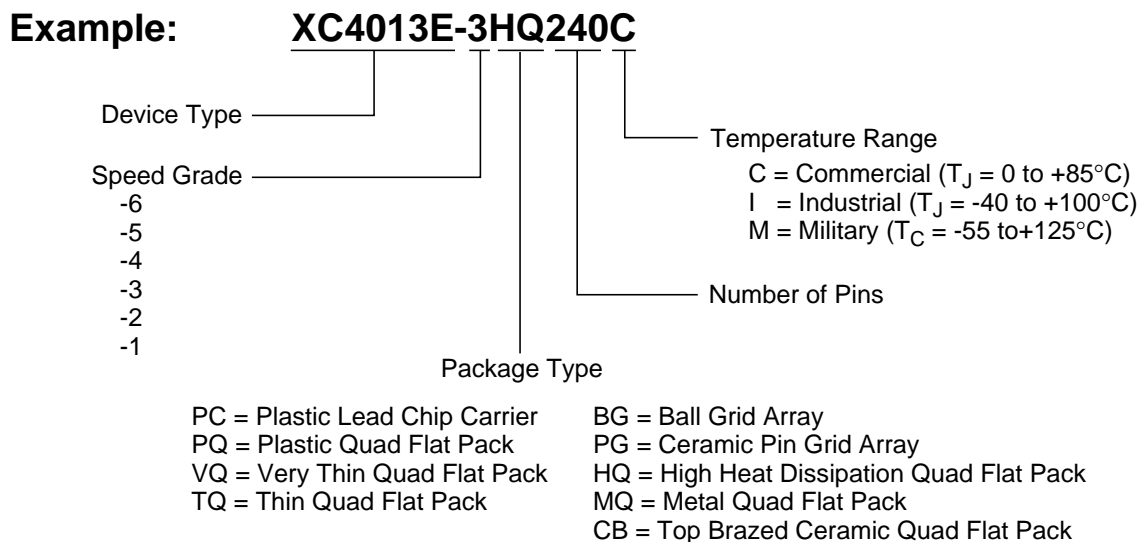 Example: XC4013E-3HQ240C
Device Type
Temperature Range
C = Commercial (TJ = 0 to +85°C)
I = Industrial (TJ = -40 to +100°C)
M = Military (TC = -55 to+125°C)
Speed Grade
-6
-5
-4
-3
-2
-1
Number of Pins
Package Type
PC = Plastic Lead Chip Carrier
PQ = Plastic Quad Flat Pack
VQ = Very Thin Quad Flat Pack
TQ = Thin Quad Flat Pack
BG = Ball Grid Array
PG = Ceramic Pin Grid Array
HQ = High Heat Dissipation Quad Flat Pack
MQ = Metal Quad Flat Pack
CB = Top Brazed Ceramic Quad Flat Pack